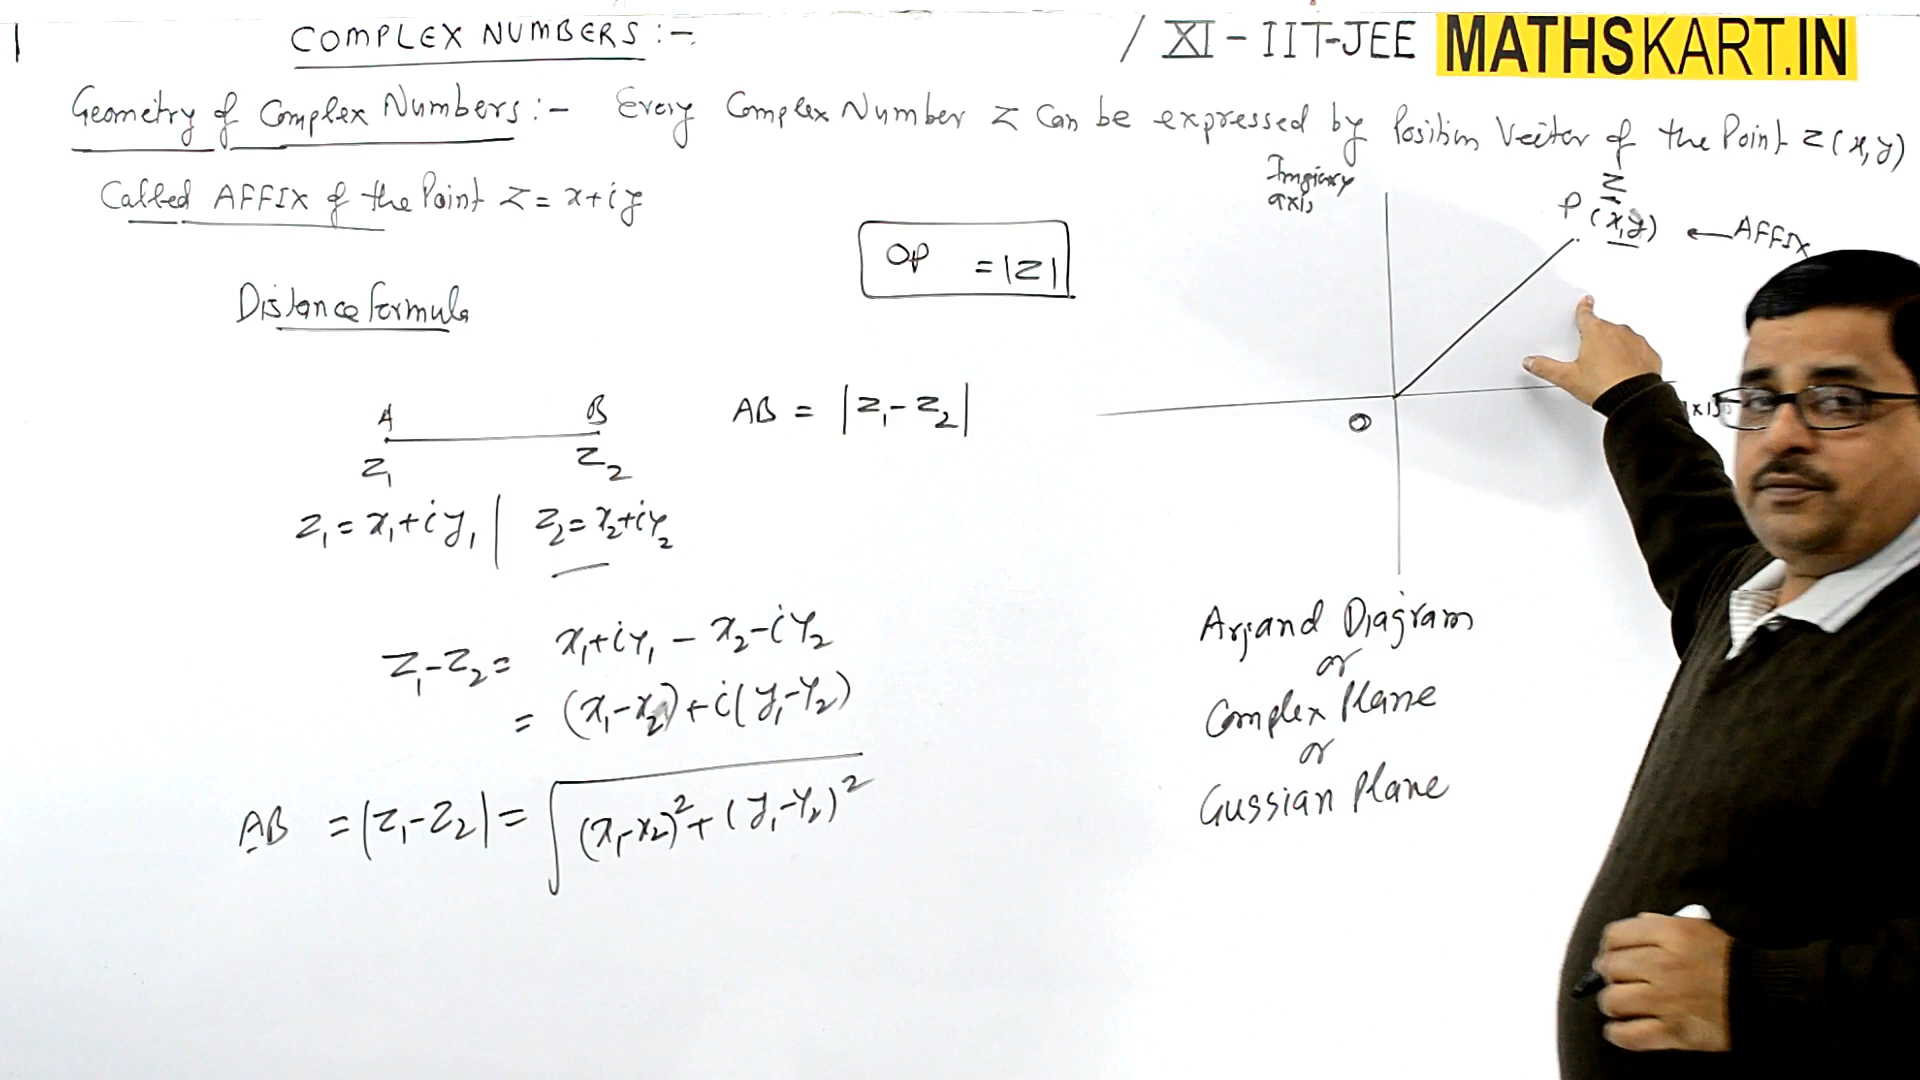 COMPLEX NUMBERS :- / XI - IIT-JEE MATHSKART.IN
Geometry of Complex Numbers :- Every Complex Number Z Can be expressed by Position Vector of the Point Z(x,y)
Called AFFIX of the Point Z = x+iy
Imginary
axis
Z
P (x,y) ← AFFIX
OP = |Z|
Distance Formula
A B
Z₁ Z₂
AB = |Z₁-Z₂|
O
Z₁ = x₁+iy₁ | Z₂ = x₂+iy₂
Z₁-Z₂ = x₁+iy₁ - x₂-iy₂
= (x₁-x₂)+i(y₁-y₂)
AB = |Z₁-Z₂| = √(x₁-x₂)²+(y₁-y₂)²
Argand Diagram
or
Complex Plane
or
Gussian Plane